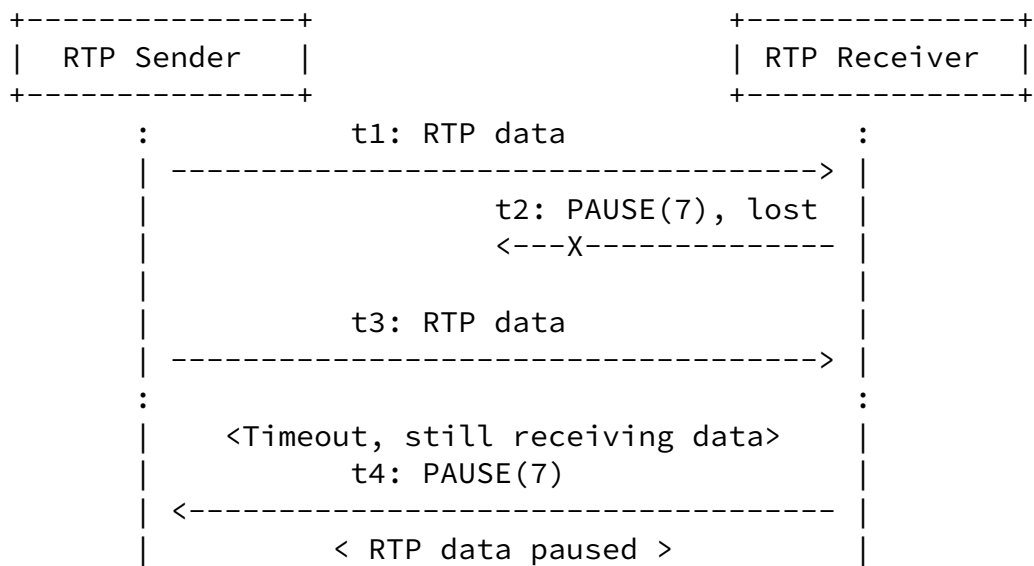 +---------------+                       +---------------+
|  RTP Sender   |                       | RTP Receiver  |
+---------------+                       +---------------+
       :           t1: RTP data                :
       | ------------------------------------> |
       |                   t2: PAUSE(7), lost  |
       |                   <---X-------------- |
       |                                       |
       |           t3: RTP data                |
       | ------------------------------------> |
       :                                       :
       |    <Timeout, still receiving data>    |
       |           t4: PAUSE(7)                |
       | <------------------------------------ |
       |          < RTP data paused >          |